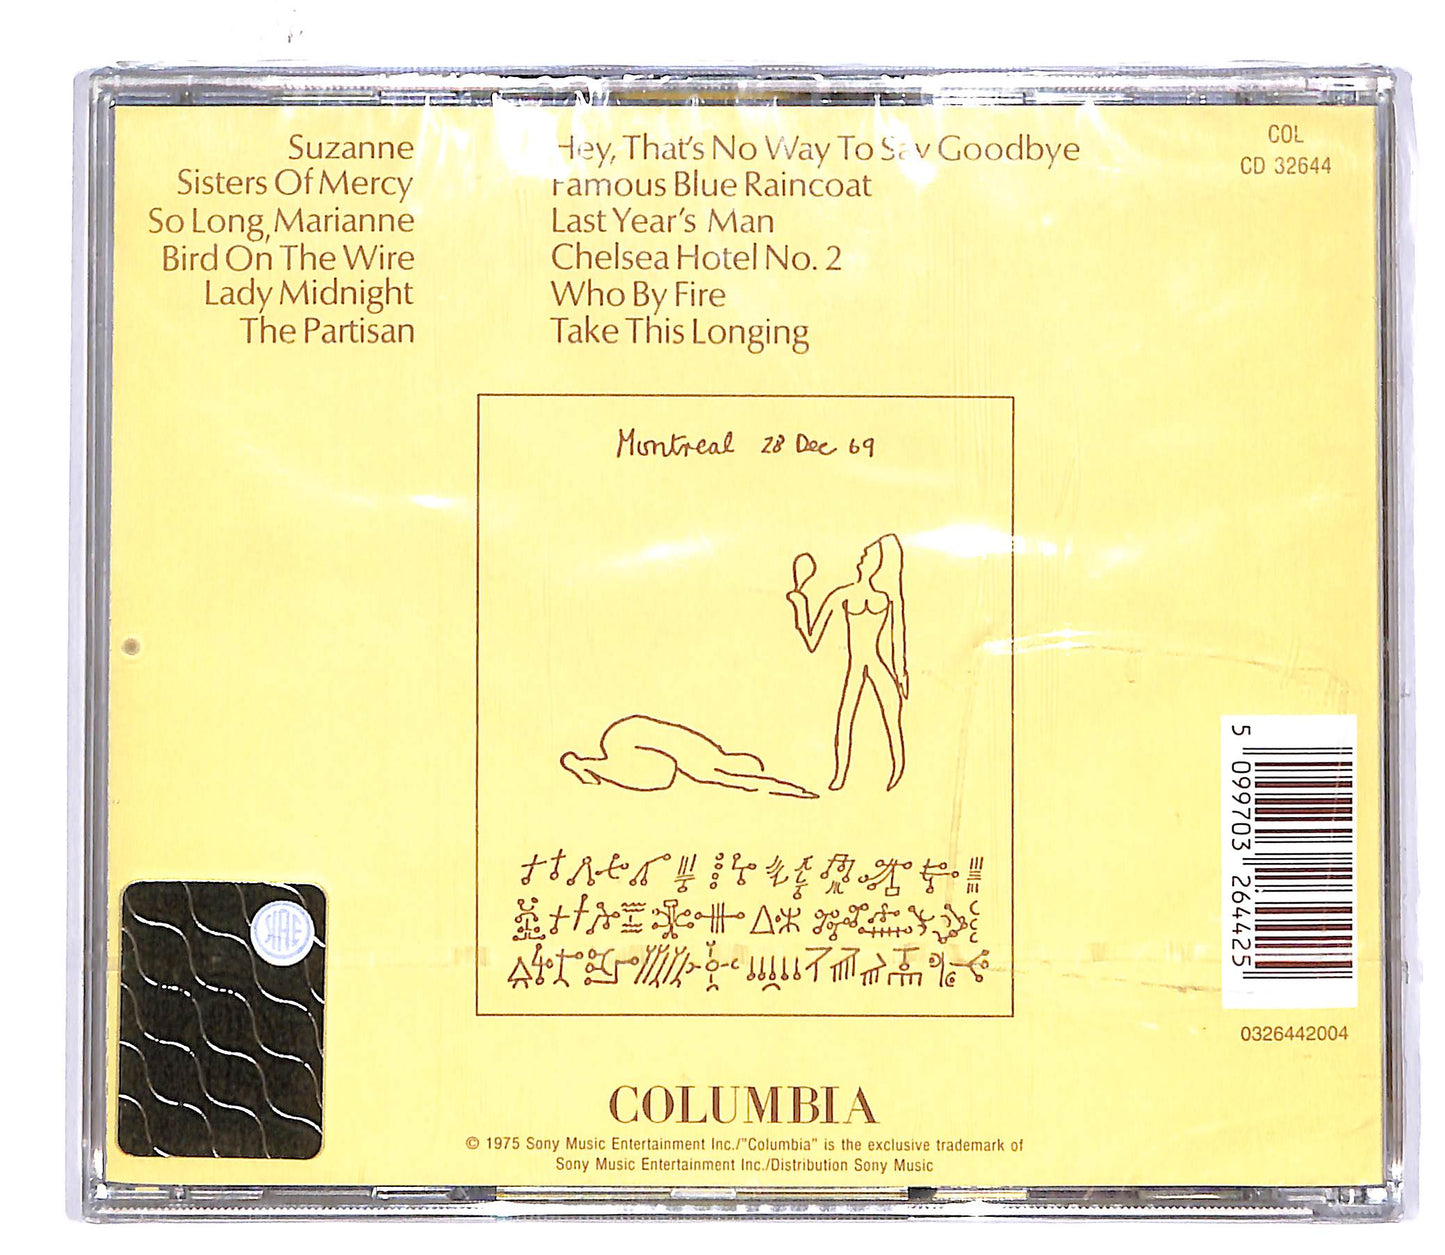 Suzanne
Sisters Of Mercy
So Long, Marianne
Bird On The Wire
Lady Midnight
The Partisan
Hey, That's No Way To Say Goodbye
Famous Blue Raincoat
Last Year's Man
Chelsea Hotel No. 2
Who By Fire
Take This Longing
COL
CD 32644
Montreal 28 Dec 69
5 099703 264425
0326442004
COLUMBIA
© 1975 Sony Music Entertainment Inc./"Columbia" is the exclusive trademark of
Sony Music Entertainment Inc./Distribution Sony Music